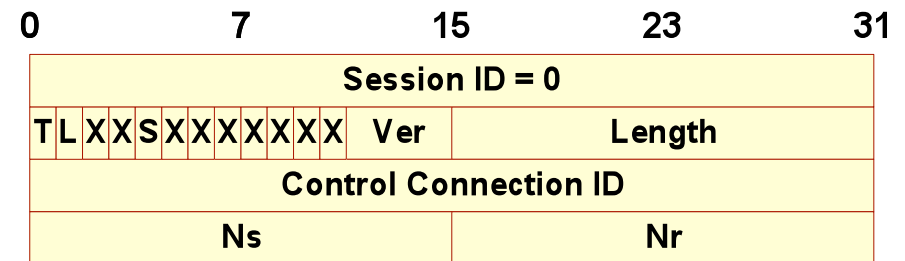 0 7 15 23 31
Session ID = 0
T L X X S X X X X X X X Ver Length
Control Connection ID
Ns Nr